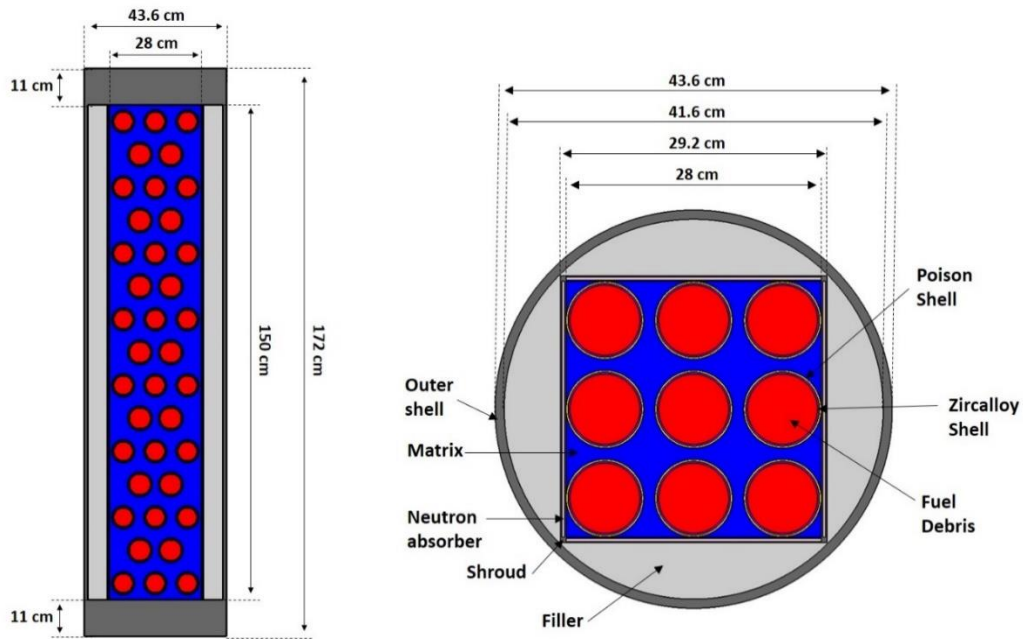 43.6 cm
28 cm
11 cm
150 cm
172 cm
11 cm
43.6 cm
41.6 cm
29.2 cm
28 cm
Poison
Shell
Outer
shell
Zircalloy
Shell
Matrix
Fuel
Debris
Neutron
absorber
Shroud
Filler